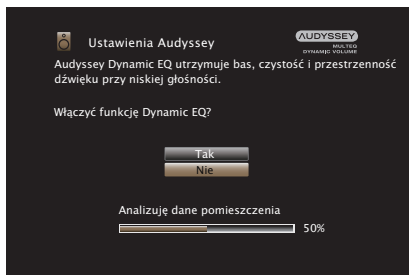 Ustawienia Audyssey
AUDYSSEY
MULTEQ
DYNAMIC VOLUME
Audyssey Dynamic EQ utrzymuje bas, czystość i przestrzenność
dźwięku przy niskiej głośności.
Włączyć funkcję Dynamic EQ?
Tak
Nie
Analizuję dane pomieszczenia
50%